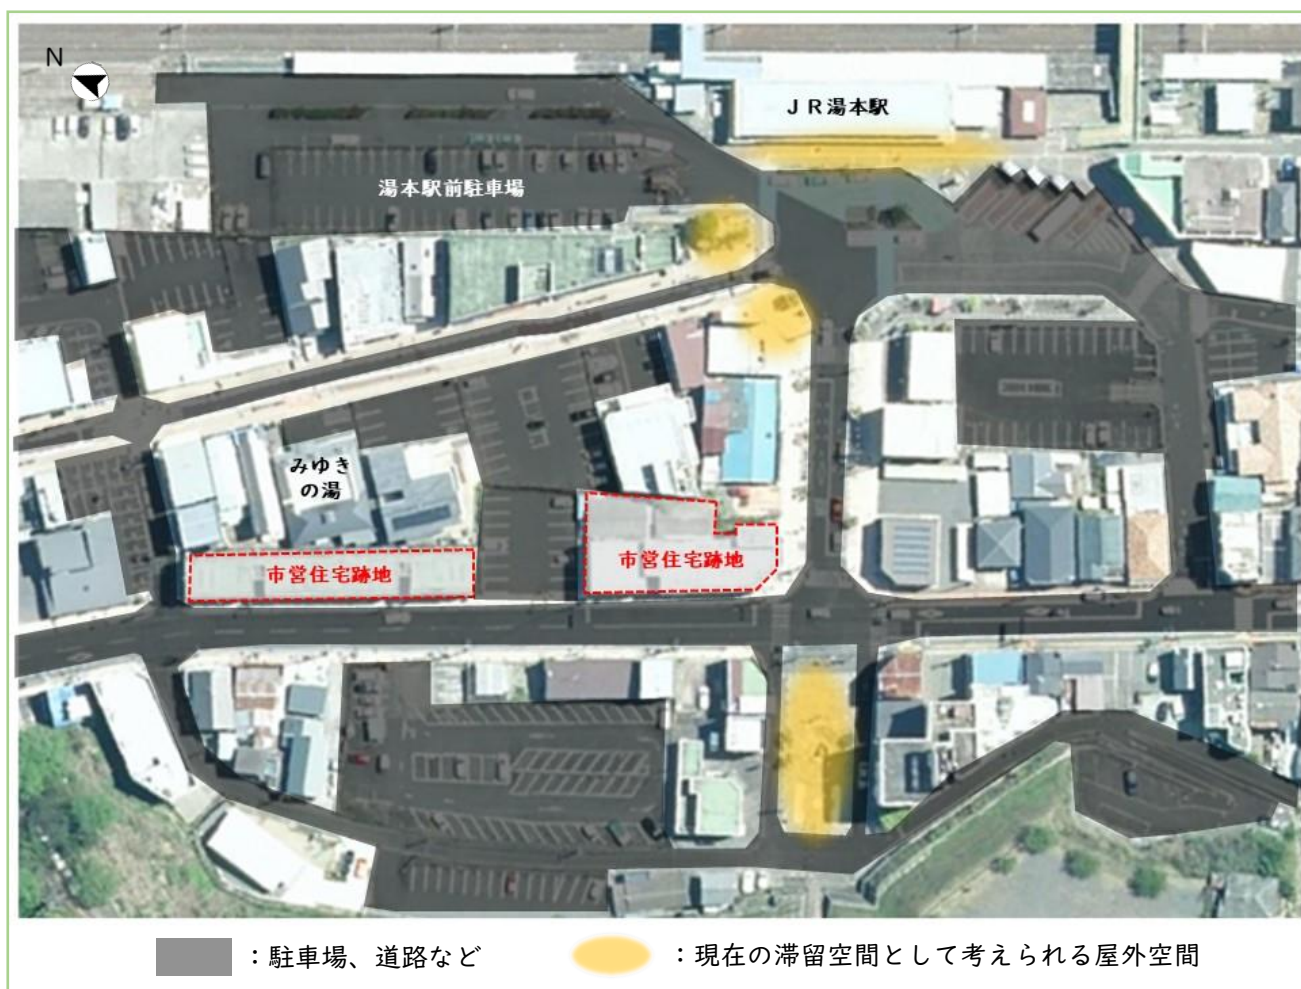 N
ＪＲ湯本駅
湯本駅前駐車場
みゆき
の湯
市営住宅跡地
市営住宅跡地
：駐車場、道路など
：現在の滞留空間として考えられる屋外空間